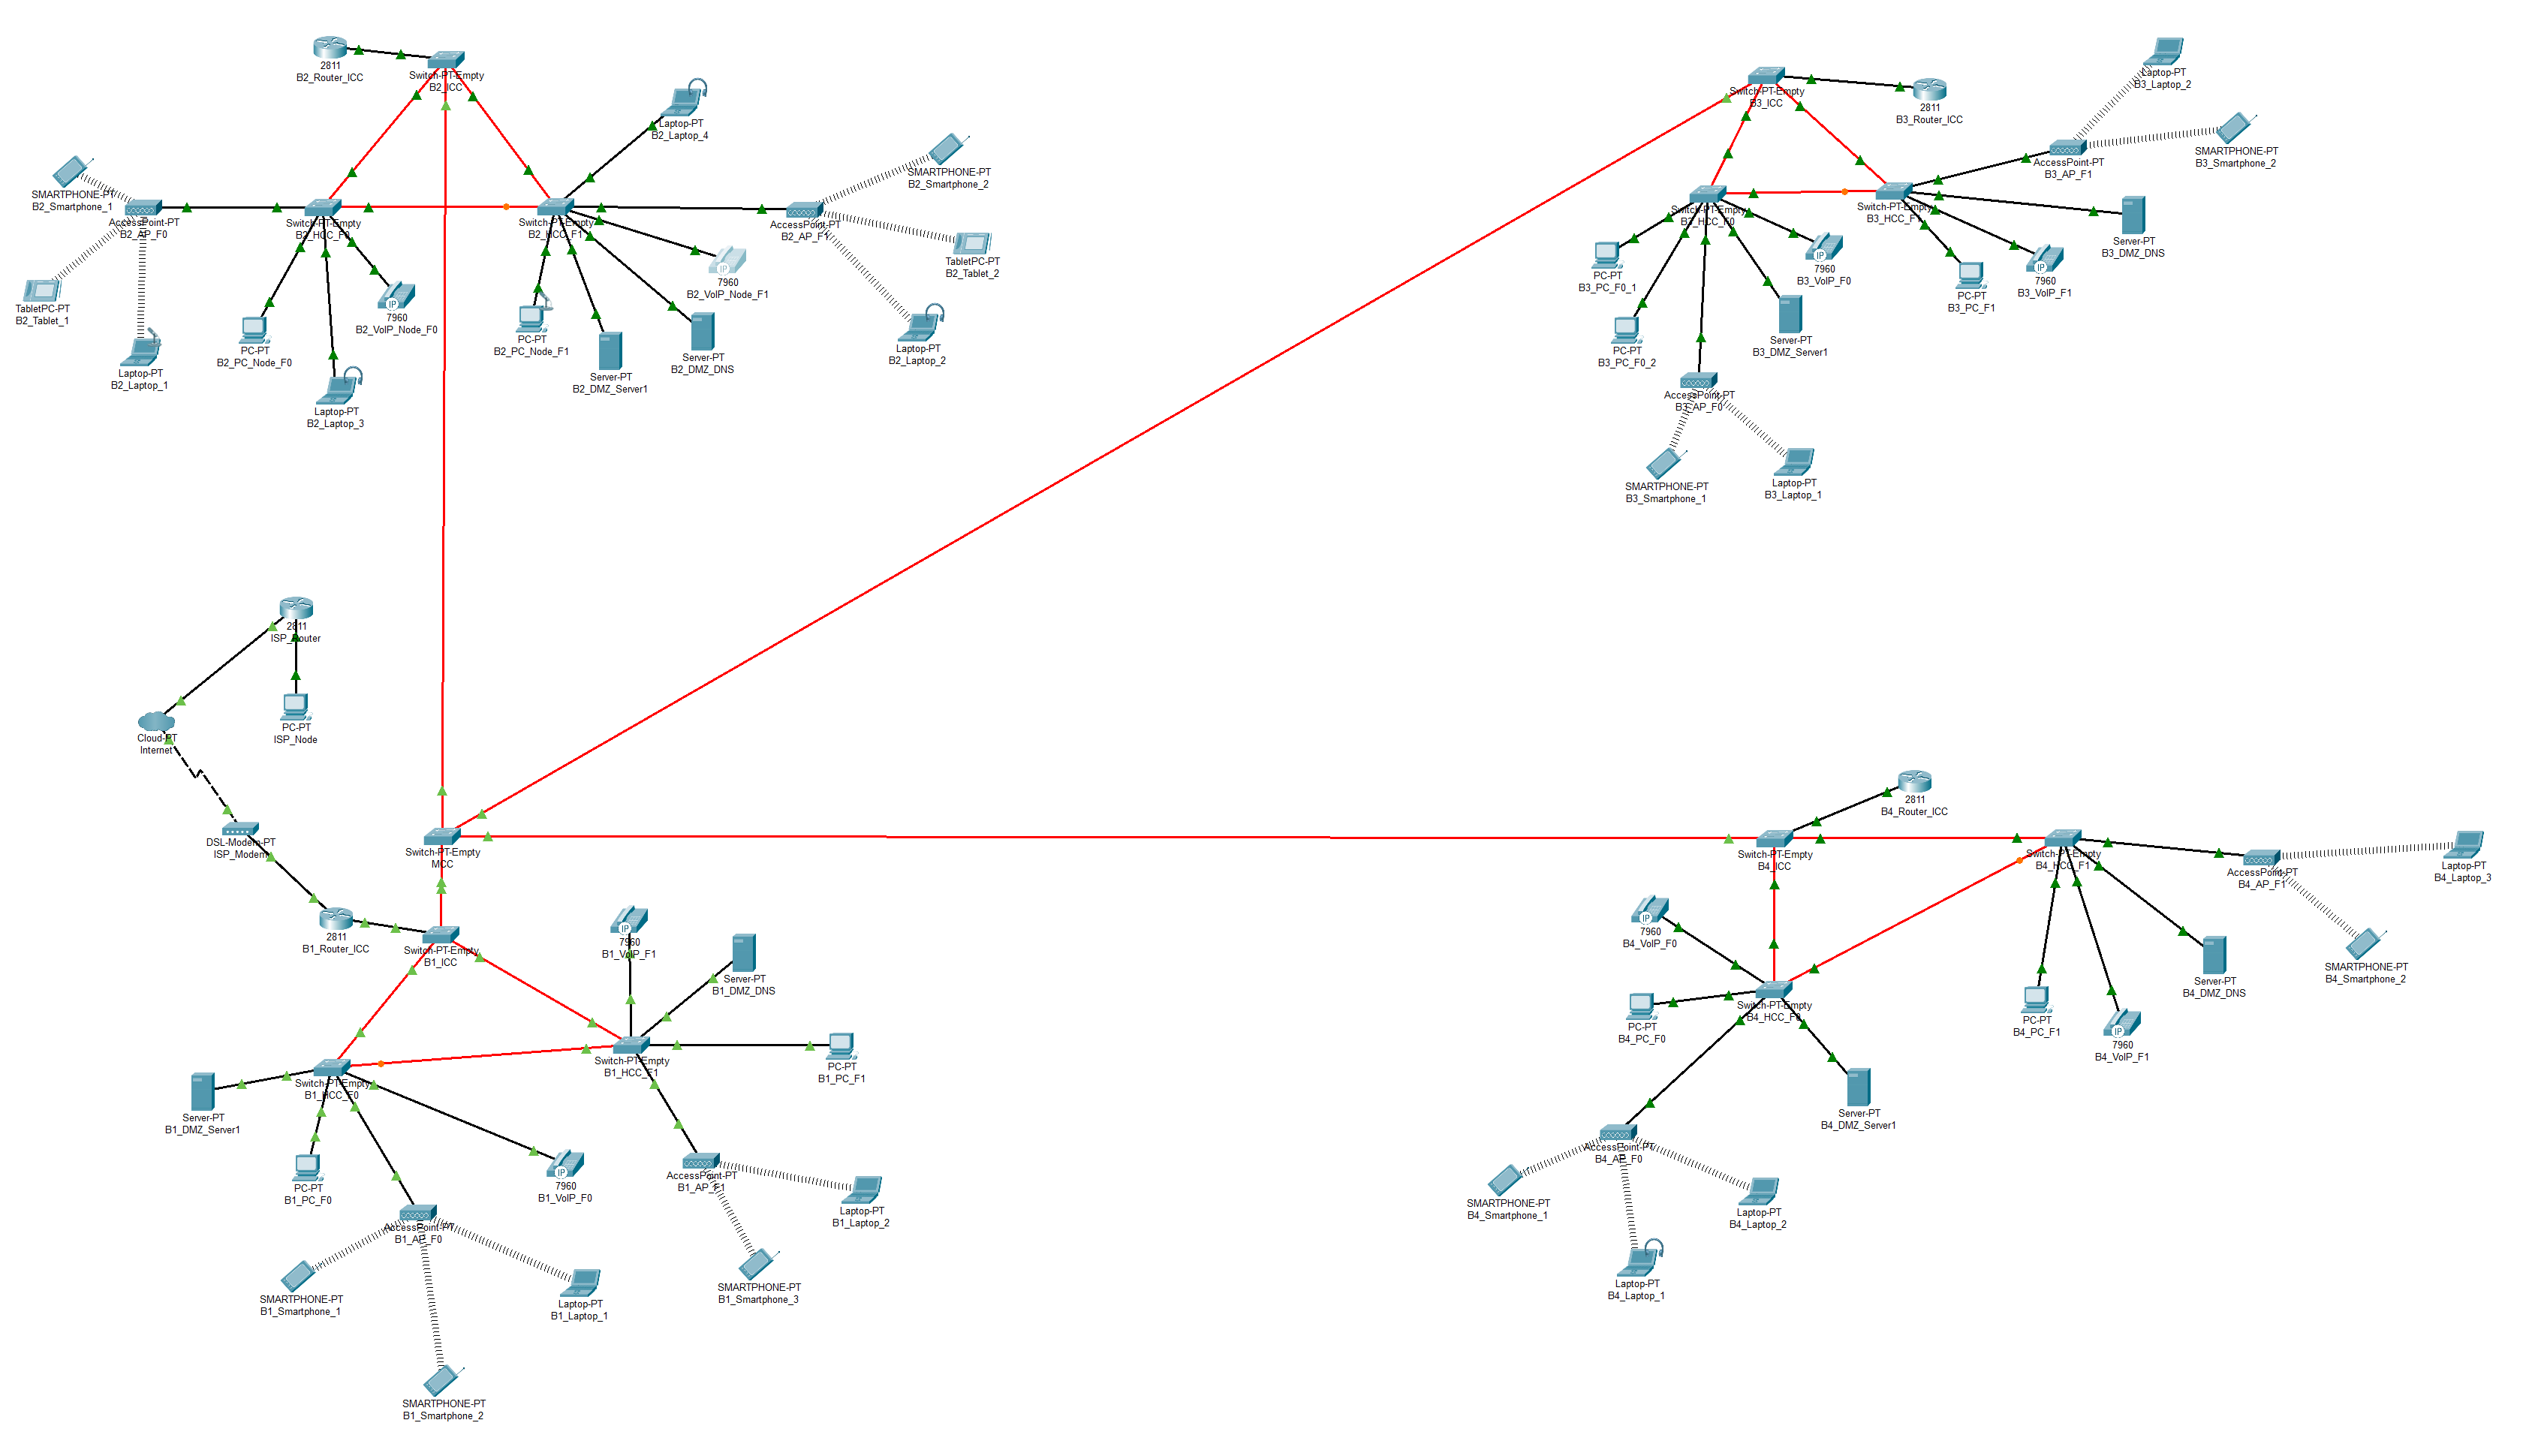 2811
B2_Router_ICC
Switch-PT-Empty
B2_ICC
Laptop-PT
B2_Laptop_4
SMARTPHONE-PT
B2_Smartphone_1
AccessPoint-PT
B2_AP_F0
TabletPC-PT
B2_Tablet_1
Laptop-PT
B2_Laptop_1
Switch-PT-Empty
B2_HCC_F0
PC-PT
B2_PC_Node_F0
Laptop-PT
B2_Laptop_3
IP
7960
B2_VoIP_Node_F0
Switch-PT-Empty
B2_HCC_F1
PC-PT
B2_PC_Node_F1
Server-PT
B2_DMZ_Server1
Server-PT
B2_DMZ_DNS
IP
7960
B2_VoIP_Node_F1
AccessPoint-PT
B2_AP_F1
SMARTPHONE-PT
B2_Smartphone_2
TabletPC-PT
B2_Tablet_2
Laptop-PT
B2_Laptop_2
Switch-PT-Empty
B3_ICC
2811
B3_Router_ICC
Laptop-PT
B3_Laptop_2
SMARTPHONE-PT
B3_Smartphone_2
AccessPoint-PT
B3_AP_F1
Switch-PT-Empty
B3_HCC_F0
Switch-PT-Empty
B3_HCC_F1
PC-PT
B3_PC_F0_1
PC-PT
B3_PC_F0_2
IP
7960
B3_VoIP_F0
Server-PT
B3_DMZ_Server1
AccessPoint-PT
B3_AP_F0
SMARTPHONE-PT
B3_Smartphone_1
Laptop-PT
B3_Laptop_1
PC-PT
B3_PC_F1
IP
7960
B3_VoIP_F1
Server-PT
B3_DMZ_DNS
2811
ISP_Router
PC-PT
ISP_Node
Cloud-PT
Internet
DSL-Modem-PT
ISP_Modem
Switch-PT-Empty
MCC
2811
B1_Router_ICC
Switch-PT-Empty
B1_ICC
IP
7960
B1_VoIP_F1
Server-PT
B1_DMZ_DNS
Switch-PT-Empty
B1_HCC_F1
PC-PT
B1_PC_F1
Switch-PT-Empty
B1_HCC_F0
Server-PT
B1_DMZ_Server1
PC-PT
B1_PC_F0
IP
7960
B1_VoIP_F0
AccessPoint-PT
B1_AP_F1
Laptop-PT
B1_Laptop_2
SMARTPHONE-PT
B1_Smartphone_3
AccessPoint-PT
B1_AP_F0
SMARTPHONE-PT
B1_Smartphone_1
Laptop-PT
B1_Laptop_1
SMARTPHONE-PT
B1_Smartphone_2
2811
B4_Router_ICC
Switch-PT-Empty
B4_ICC
Switch-PT-Empty
B4_HCC_F1
AccessPoint-PT
B4_AP_F1
Laptop-PT
B4_Laptop_3
SMARTPHONE-PT
B4_Smartphone_2
Server-PT
B4_DMZ_DNS
PC-PT
B4_PC_F1
IP
7960
B4_VoIP_F1
IP
7960
B4_VoIP_F0
PC-PT
B4_PC_F0
Switch-PT-Empty
B4_HCC_F0
Server-PT
B4_DMZ_Server1
AccessPoint-PT
B4_AP_F0
SMARTPHONE-PT
B4_Smartphone_1
Laptop-PT
B4_Laptop_2
Laptop-PT
B4_Laptop_1